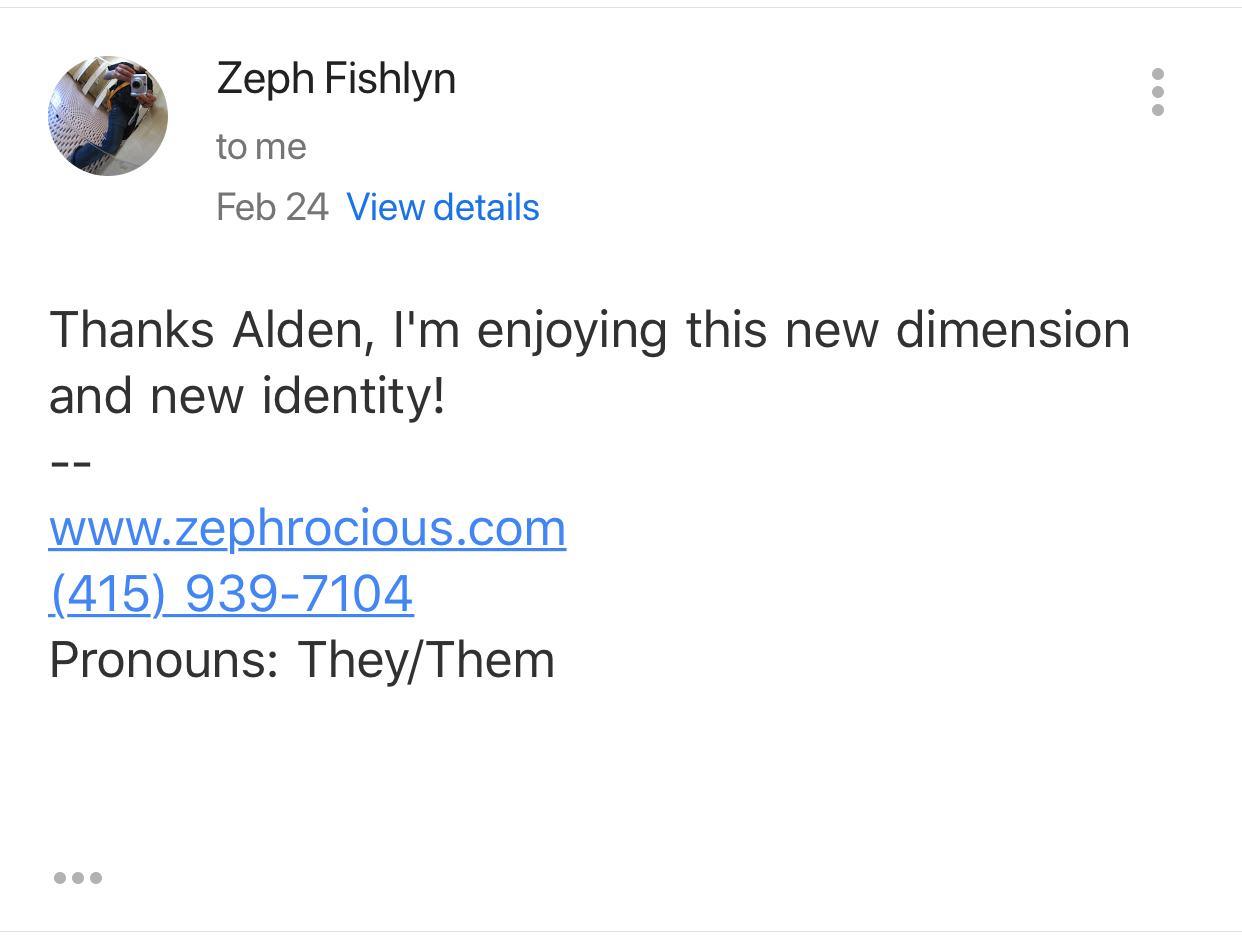 Zeph Fishlyn
to me
Feb 24 View details
Thanks Alden, I'm enjoying this new dimension
and new identity!
--
www.zephrocious.com
(415) 939-7104
Pronouns: They/Them